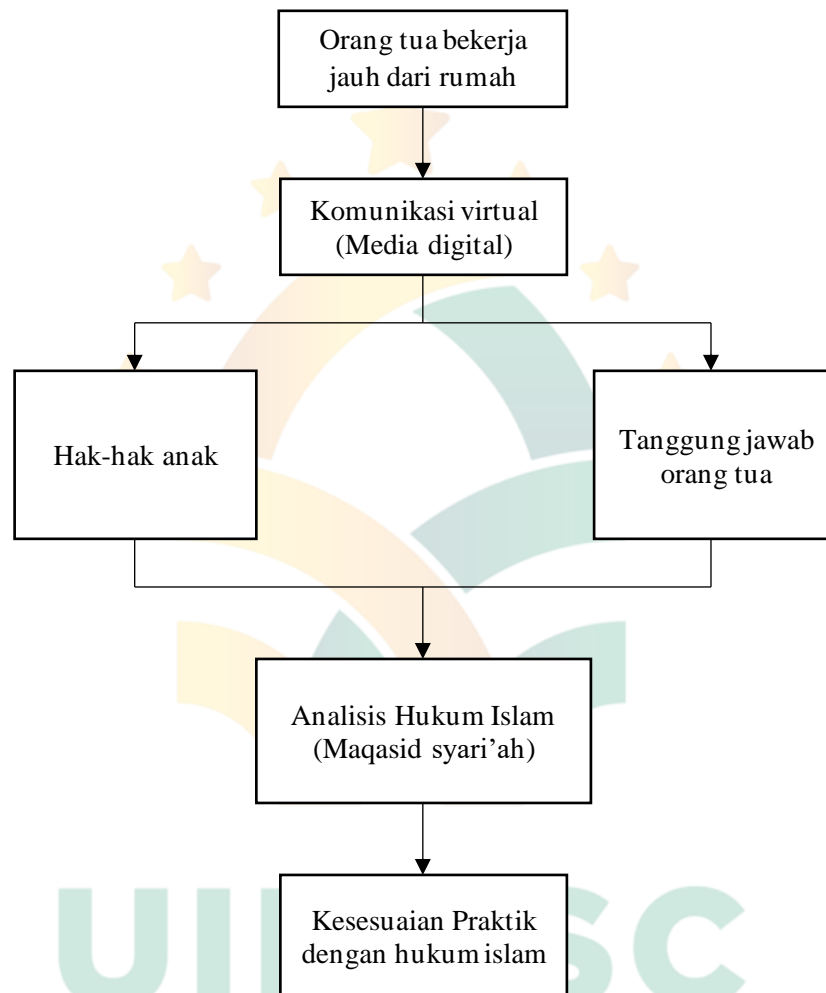 Orang tua bekerja
jauh dari rumah
Komunikasi virtual
(Media digital)
Hak-hak anak
Tanggung jawab
orang tua
Analisis Hukum Islam
(Maqasid syari’ah)
Kesesuaian Praktik
dengan hukum islam